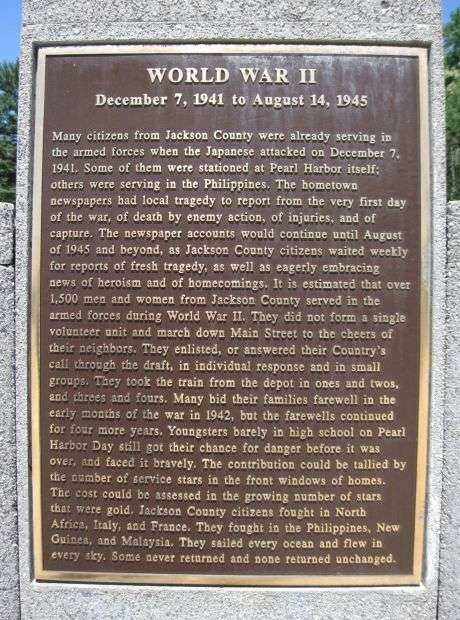 WORLD WAR II
December 7, 1941 to August 14, 1945
Many citizens from Jackson County were already serving in
the armed forces when the Japanese attacked on December 7,
1941. Some of them were stationed at Pearl Harbor itself;
others were serving in the Philippines. The hometown
newspapers had local tragedy to report from the very first day
of the war, of death by enemy action, of injuries, and of
capture. The newspaper accounts would continue until August
of 1945 and beyond, as Jackson County citizens waited weekly
for reports of fresh tragedy, as well as eagerly embracing
news of heroism and of homecomings. It is estimated that over
1,500 men and women from Jackson County served in the
armed forces during World War II. They did not form a single
volunteer unit and march down Main Street to the cheers of
their neighbors. They enlisted, or answered their Country's
call through the draft, in individual response and in small
groups. They took the train from the depot in ones and twos,
and threes and fours. Many bid their families farewell in the
early months of the war in 1942, but the farewells continued
for four more years. Youngsters barely in high school on Pearl
Harbor Day still got their chance for danger before it was
over, and faced it bravely. The contribution could be tallied by
the number of service stars in the front windows of homes.
The cost could be assessed in the growing number of stars
that were gold. Jackson County citizens fought in North
Africa, Italy, and France. They fought in the Philippines, New
Guinea, and Malaysia. They sailed every ocean and flew in
every sky. Some never returned and none returned unchanged.